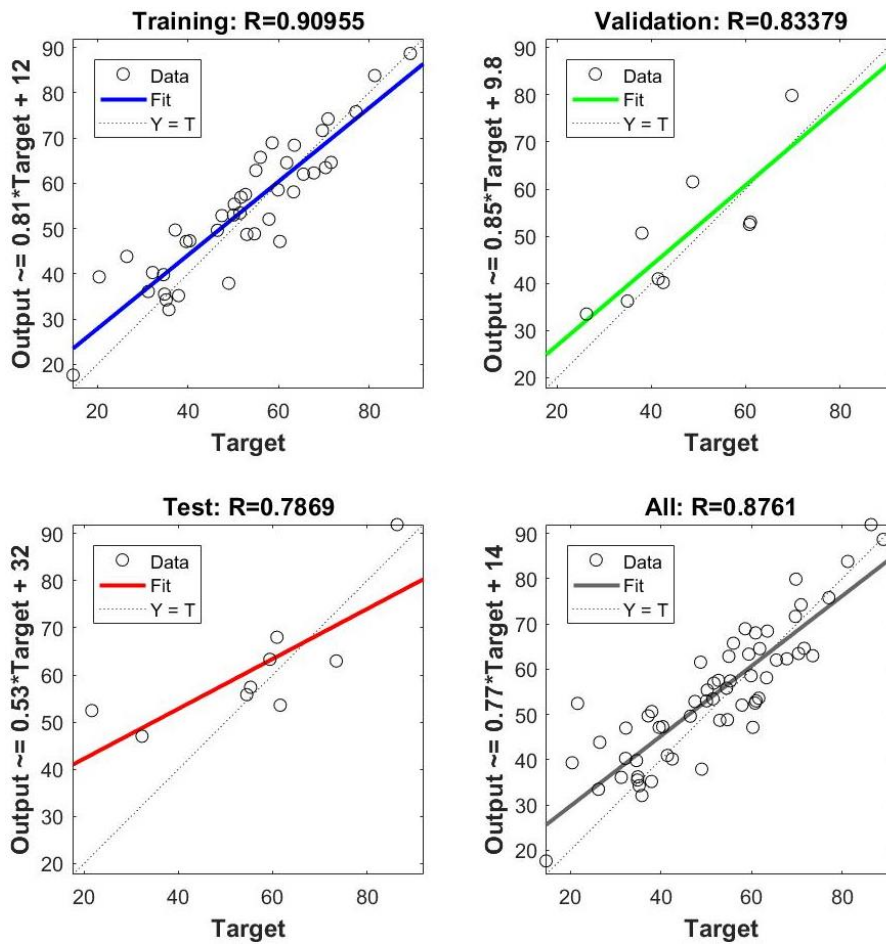 Training: R=0.90955
Output ~= 0.81*Target + 12
90
80
70
60
50
40
30
20
Data
Fit
Y = T
20 40 60 80
Target
Validation: R=0.83379
Output ~= 0.85*Target + 9.8
90
80
70
60
50
40
30
20
Data
Fit
Y = T
20 40 60 80
Target
Test: R=0.7869
Output ~= 0.53*Target + 32
90
80
70
60
50
40
30
20
Data
Fit
Y = T
20 40 60 80
Target
All: R=0.8761
Output ~= 0.77*Target + 14
90
80
70
60
50
40
30
20
Data
Fit
Y = T
20 40 60 80
Target